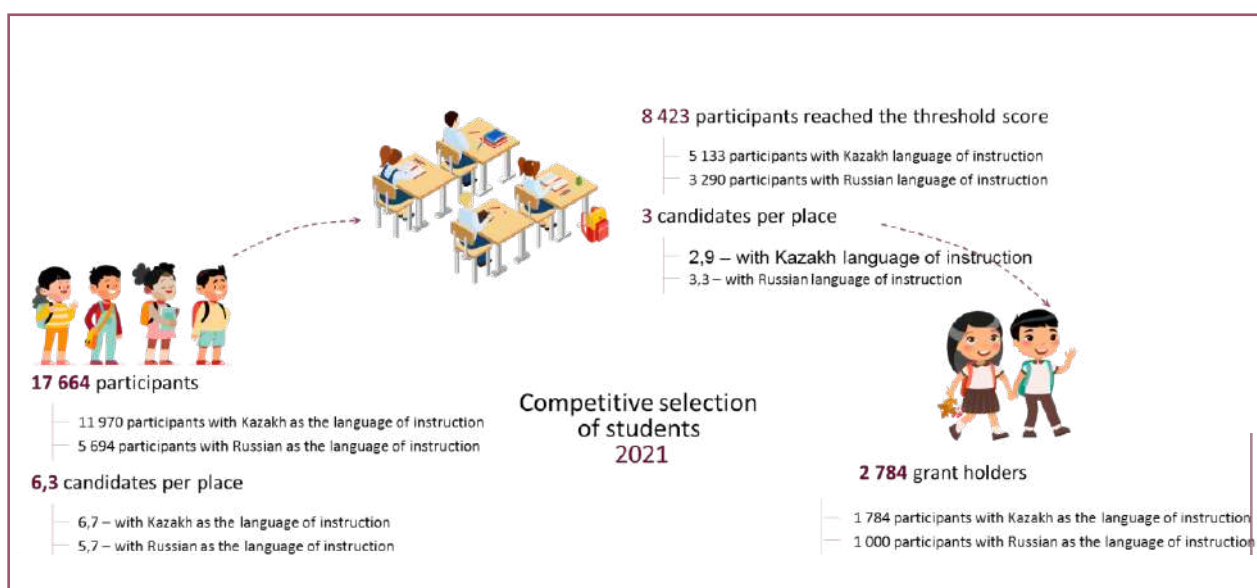 17 664 participants
11 970 participants with Kazakh as the language of instruction
5 694 participants with Russian as the language of instruction
6,3 candidates per place
6,7 – with Kazakh as the language of instruction
5,7 – with Russian as the language of instruction
8 423 participants reached the threshold score
5 133 participants with Kazakh language of instruction
3 290 participants with Russian language of instruction
3 candidates per place
2,9 – with Kazakh language of instruction
3,3 – with Russian language of instruction
Competitive selection
of students
2021
2 784 grant holders
1 784 participants with Kazakh as the language of instruction
1 000 participants with Russian as the language of instruction